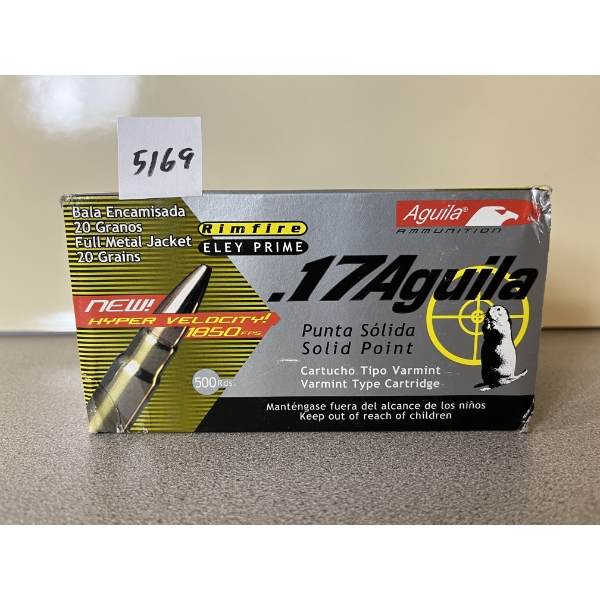 5169
Bala Encamisada
20 Granos
Full Metal Jacket
20 Grains
Rimfire
ELEY PRIME
Aguila®
AMMUNITION
NEW!
HYPER VELOCITY!
1850 FPS
500 Rds.
.17Aguila
Punta Sólida
Solid Point
Cartucho Tipo Varmint
Varmint Type Cartridge
Manténgase fuera del alcance de los niños
Keep out of reach of children